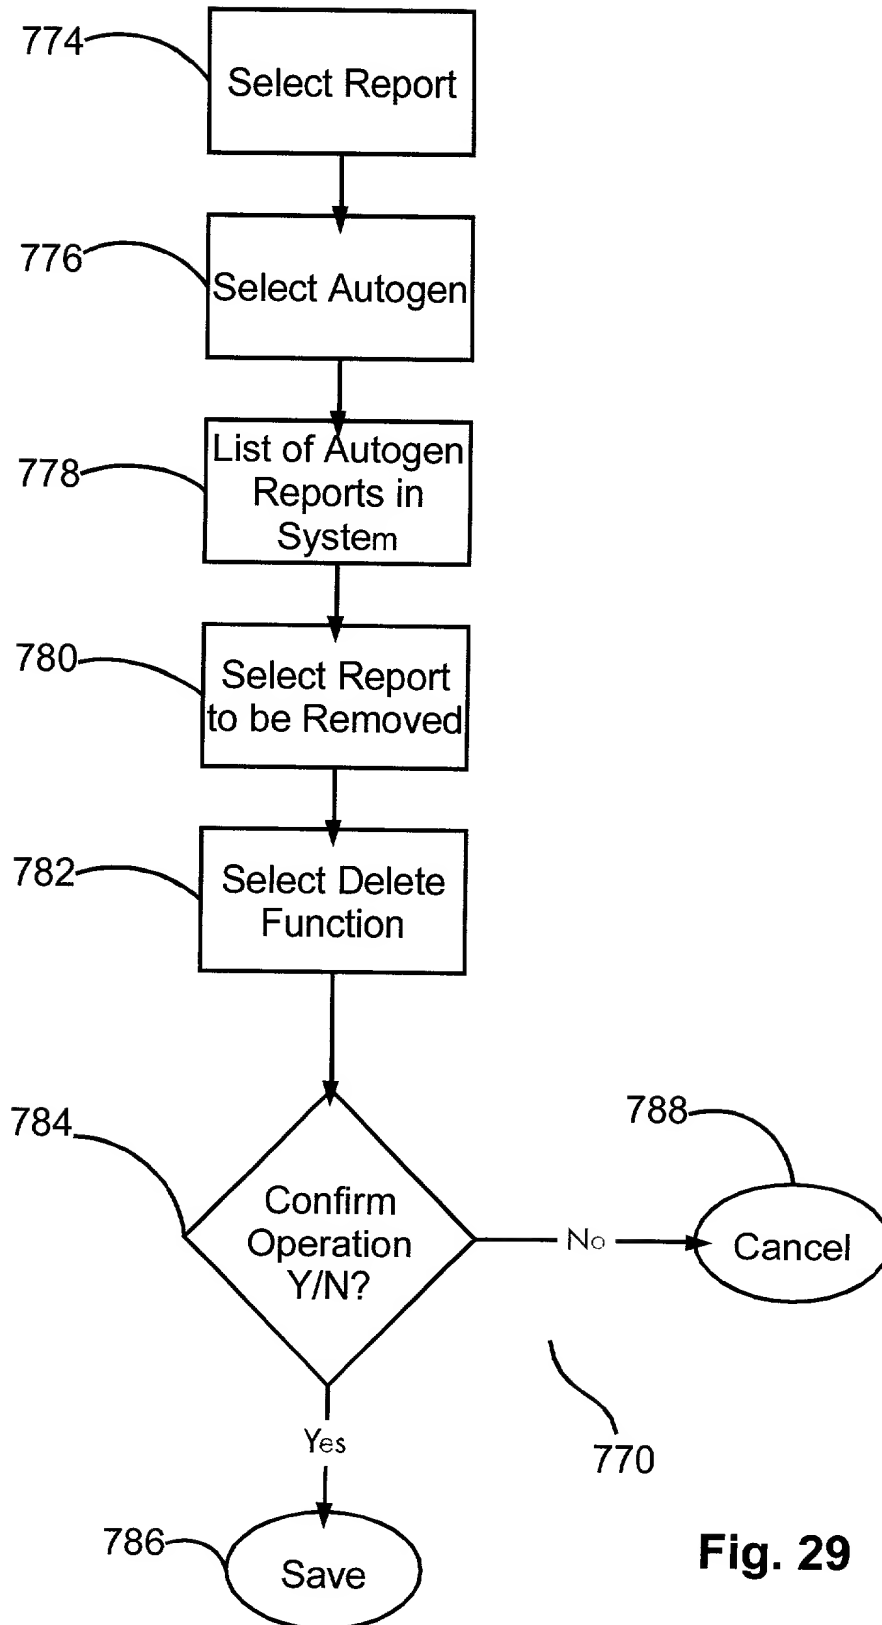 774
Select Report
776
Select Autogen
778
List of Autogen
Reports in
System
780
Select Report
to be Removed
782
Select Delete
Function
784
Confirm
Operation
Y/N?
No
788
Cancel
770
Yes
786
Save
Fig. 29